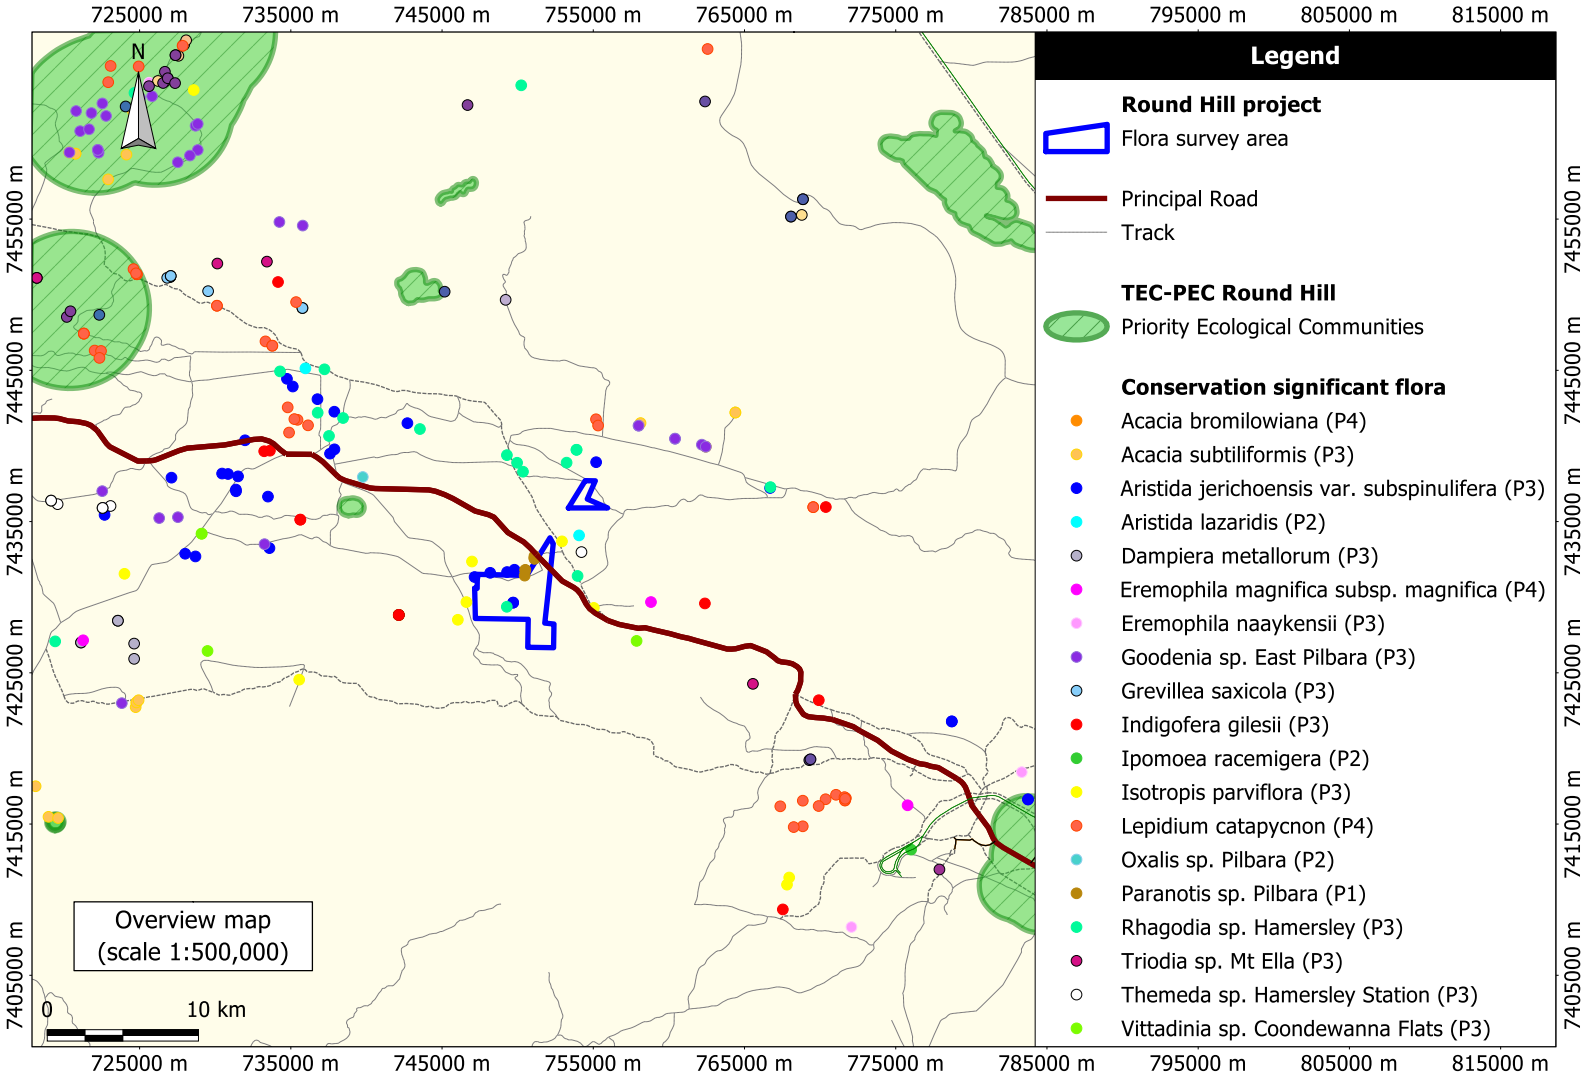 725000 m 735000 m 745000 m 755000 m 765000 m 775000 m 785000 m 795000 m 805000 m 815000 m
N
7455000 m
7445000 m
7435000 m
7425000 m
7415000 m
7405000 m
Overview map
(scale 1:500,000)
0 10 km
Legend
Round Hill project
Flora survey area
Principal Road
Track
TEC-PEC Round Hill
Priority Ecological Communities
Conservation significant flora
Acacia bromilowiana (P4)
Acacia subtiliformis (P3)
Aristida jerichoensis var. subspinulifera (P3)
Aristida lazaridis (P2)
Dampiera metallorum (P3)
Eremophila magnifica subsp. magnifica (P4)
Eremophila naaykensii (P3)
Goodenia sp. East Pilbara (P3)
Grevillea saxicola (P3)
Indigofera gilesii (P3)
Ipomoea racemigera (P2)
Isotropis parviflora (P3)
Lepidium catapycnon (P4)
Oxalis sp. Pilbara (P2)
Paranotis sp. Pilbara (P1)
Rhagodia sp. Hamersley (P3)
Triodia sp. Mt Ella (P3)
Themeda sp. Hamersley Station (P3)
Vittadinia sp. Coondewanna Flats (P3)
7455000 m
7445000 m
7435000 m
7425000 m
7415000 m
7405000 m
725000 m 735000 m 745000 m 755000 m 765000 m 775000 m 785000 m 795000 m 805000 m 815000 m